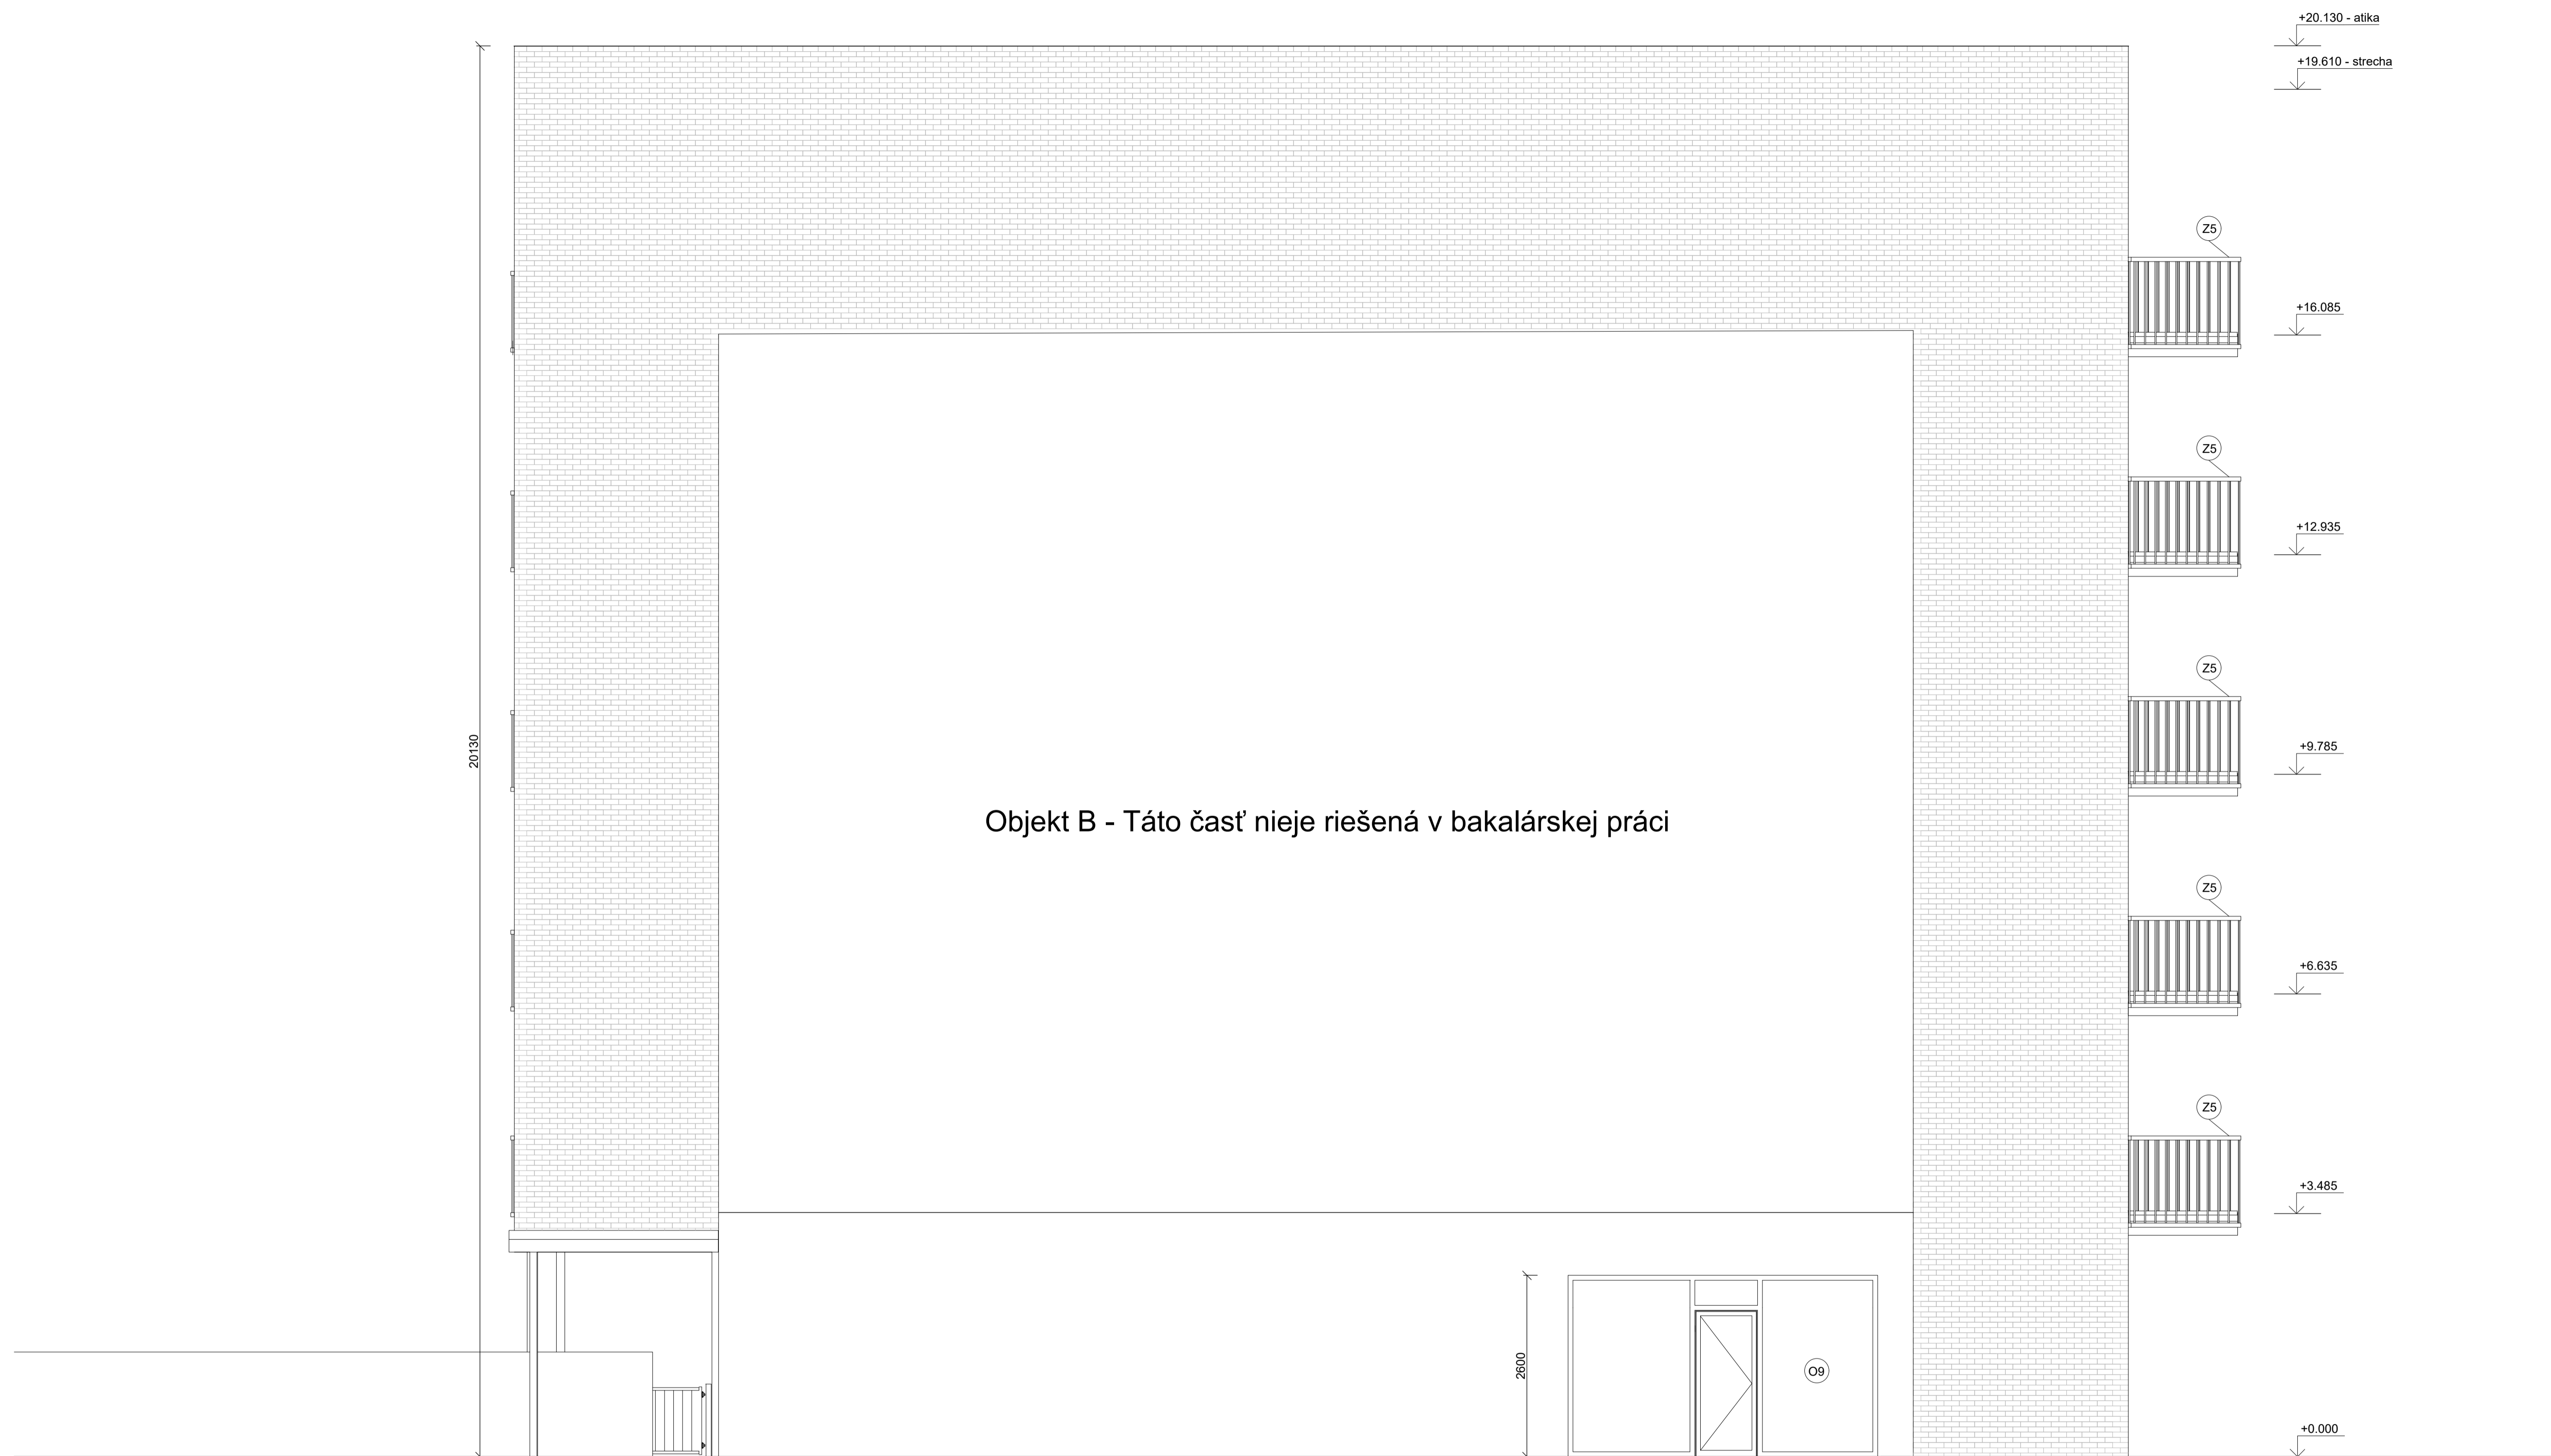 +20.130 - atika
+19.610 - strecha
Z5
+16.085
Z5
+12.935
Z5
+9.785
20130
Objekt B - Táto časť nieje riešená v bakalárskej práci
Z5
+6.635
Z5
+3.485
2600
O9
+0.000